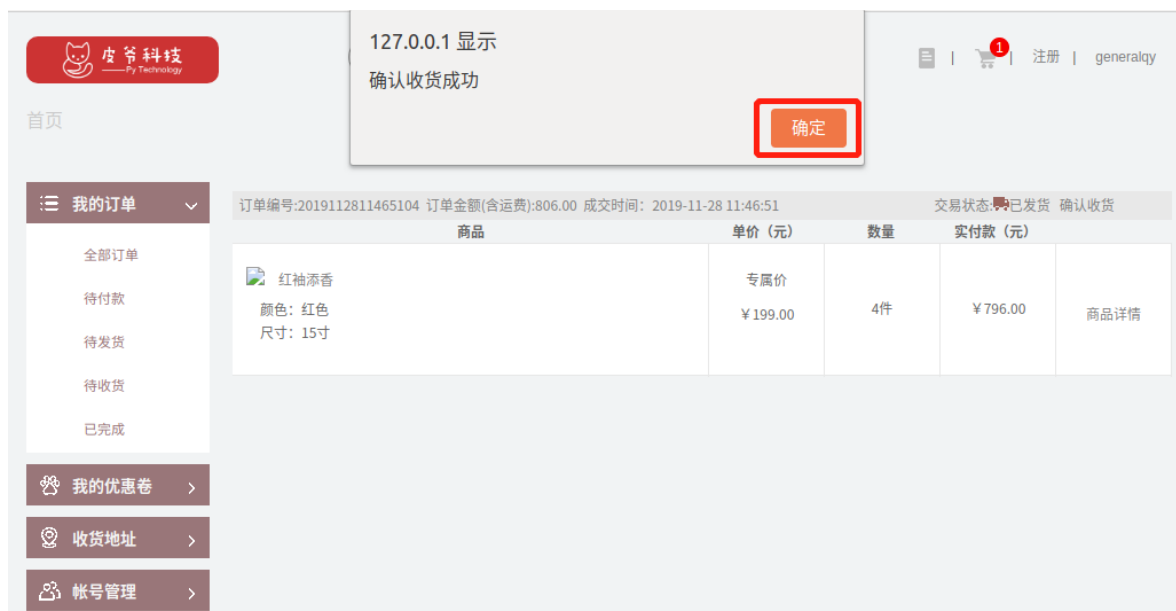 127.0.0.1 显示
确认收货成功
确定
皮爷科技
Py Technology
1
| | 注册 | generalqy
首页
我的订单
全部订单
待付款
待发货
待收货
已完成
我的优惠卷
收货地址
帐号管理
订单编号:2019112811465104 订单金额(含运费):806.00 成交时间：2019-11-28 11:46:51 交易状态:已发货 确认收货
商品 单价（元） 数量 实付款（元）
红袖添香
颜色：红色
尺寸：15寸
专属价
￥199.00
4件
￥796.00
商品详情